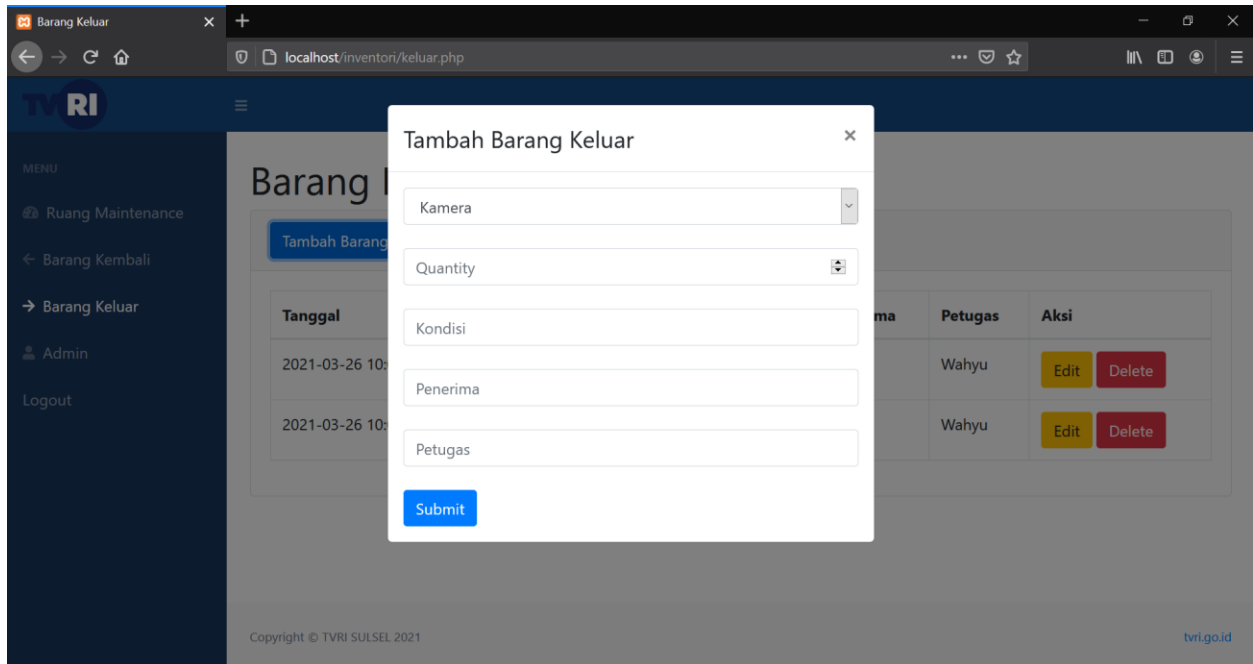 Barang Keluar
localhost/inventori/keluar.php
TVRI
Tambah Barang Keluar
MENU
Barang
Ruang Maintenance
Kamera
Tambah Barang
Barang Kembali
Quantity
Barang Keluar
Tanggal
Kondisi
ma
Petugas
Aksi
Admin
2021-03-26 10:
Wahyu
Edit
Delete
Penerima
Logout
2021-03-26 10:
Wahyu
Edit
Delete
Petugas
Submit
Copyright © TVRI SULSEL 2021
tvri.go.id